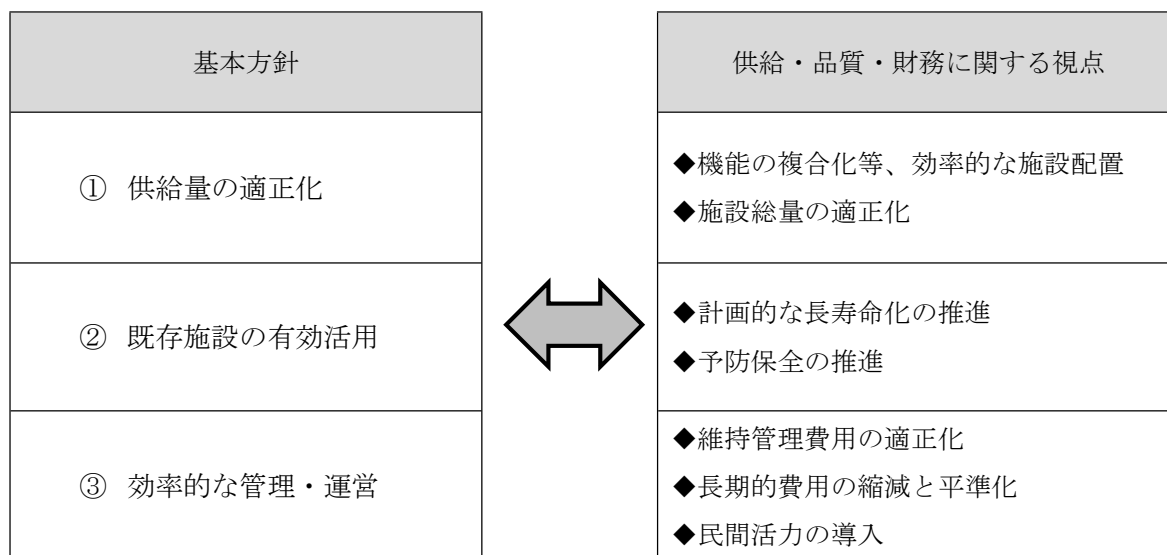 基本方針
① 供給量の適正化
② 既存施設の有効活用
③ 効率的な管理・運営
供給・品質・財務に関する視点
◆機能の複合化等、効率的な施設配置
◆施設総量の適正化
◆計画的な長寿命化の推進
◆予防保全の推進
◆維持管理費用の適正化
◆長期的費用の縮減と平準化
◆民間活力の導入